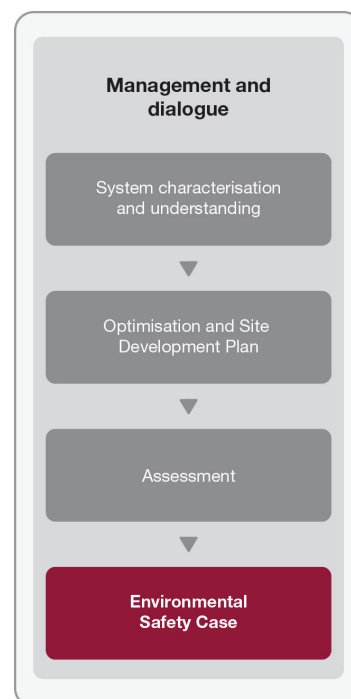 Management and
dialogue
System characterisation
and understanding
Optimisation and Site
Development Plan
Assessment
Environmental
Safety Case